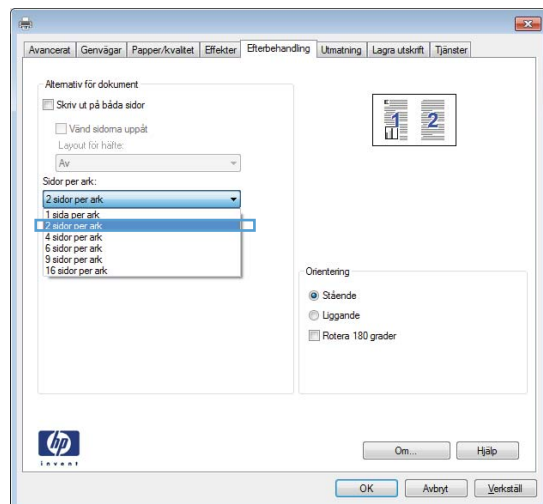 Avancerat Genvägar Papper/kvalitet Effekter Efterbehandling Utmatning Lagra utskrift Tjänster
Alternativ för dokument
Skriv ut på båda sidor
Vänd sidorna uppåt
Layout för häfte:
Av
Sidor per ark:
2 sidor per ark
1 sida per ark
2 sidor per ark
4 sidor per ark
6 sidor per ark
9 sidor per ark
16 sidor per ark
1 2
Orientering
Stående
Liggande
Rotera 180 grader
hp
invent
Om... Hjälp
OK Avbryt Verkställ